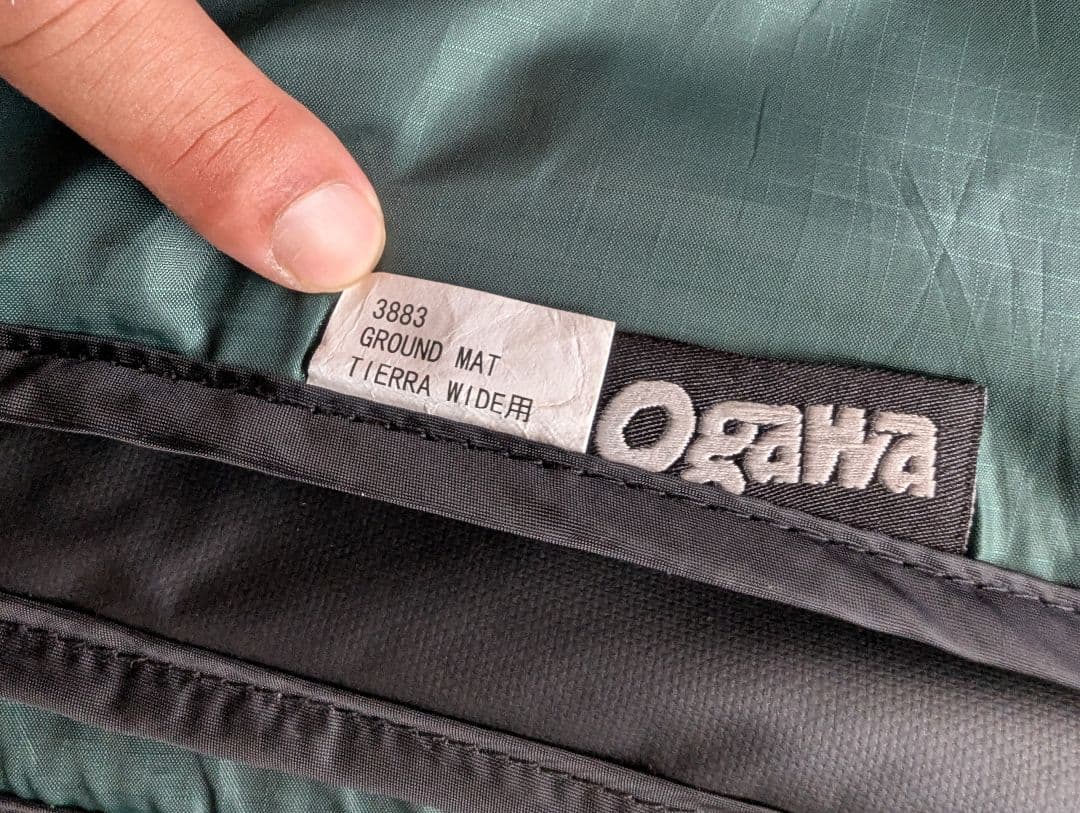 3883
GROUND MAT
TIERRA WIDE用
Ogawa